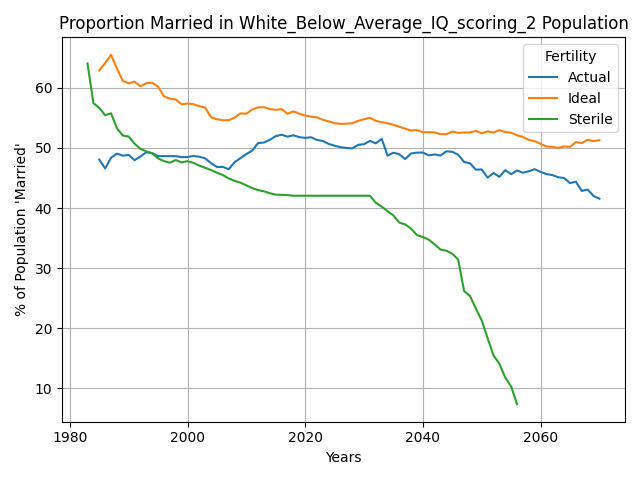 Proportion Married in White_Below_Average_IQ_scoring_2 Population
% of Population 'Married'
60
50
40
30
20
10
Fertility
Actual
Ideal
Sterile
1980
2000
2020
2040
2060
Years